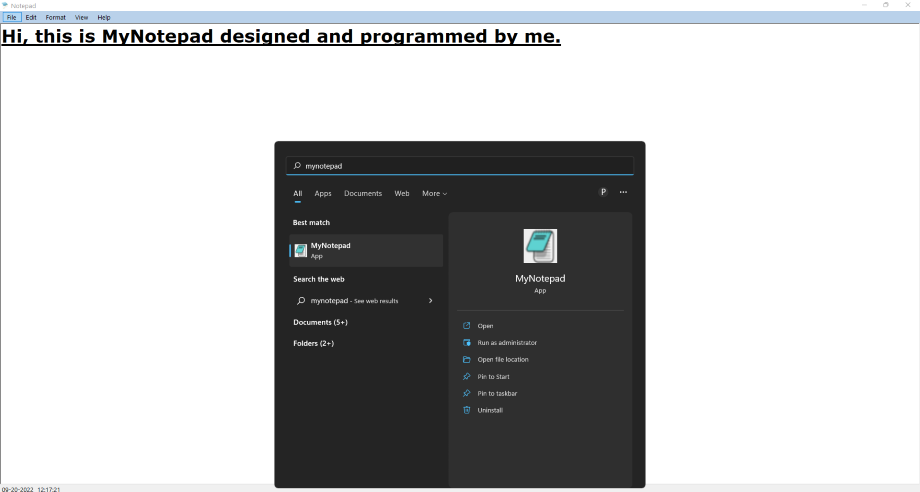 Notepad
File Edit Format View Help
Hi, this is MyNotepad designed and programmed by me.
mynotepad
All Apps Documents Web More P ...
Best match
MyNotepad
App
Search the web
mynotepad - See web results
Documents (5+)
Folders (2+)
MyNotepad
App
Open
Run as administrator
Open file location
Pin to Start
Pin to taskbar
Uninstall
09-20-2022 12:17:21